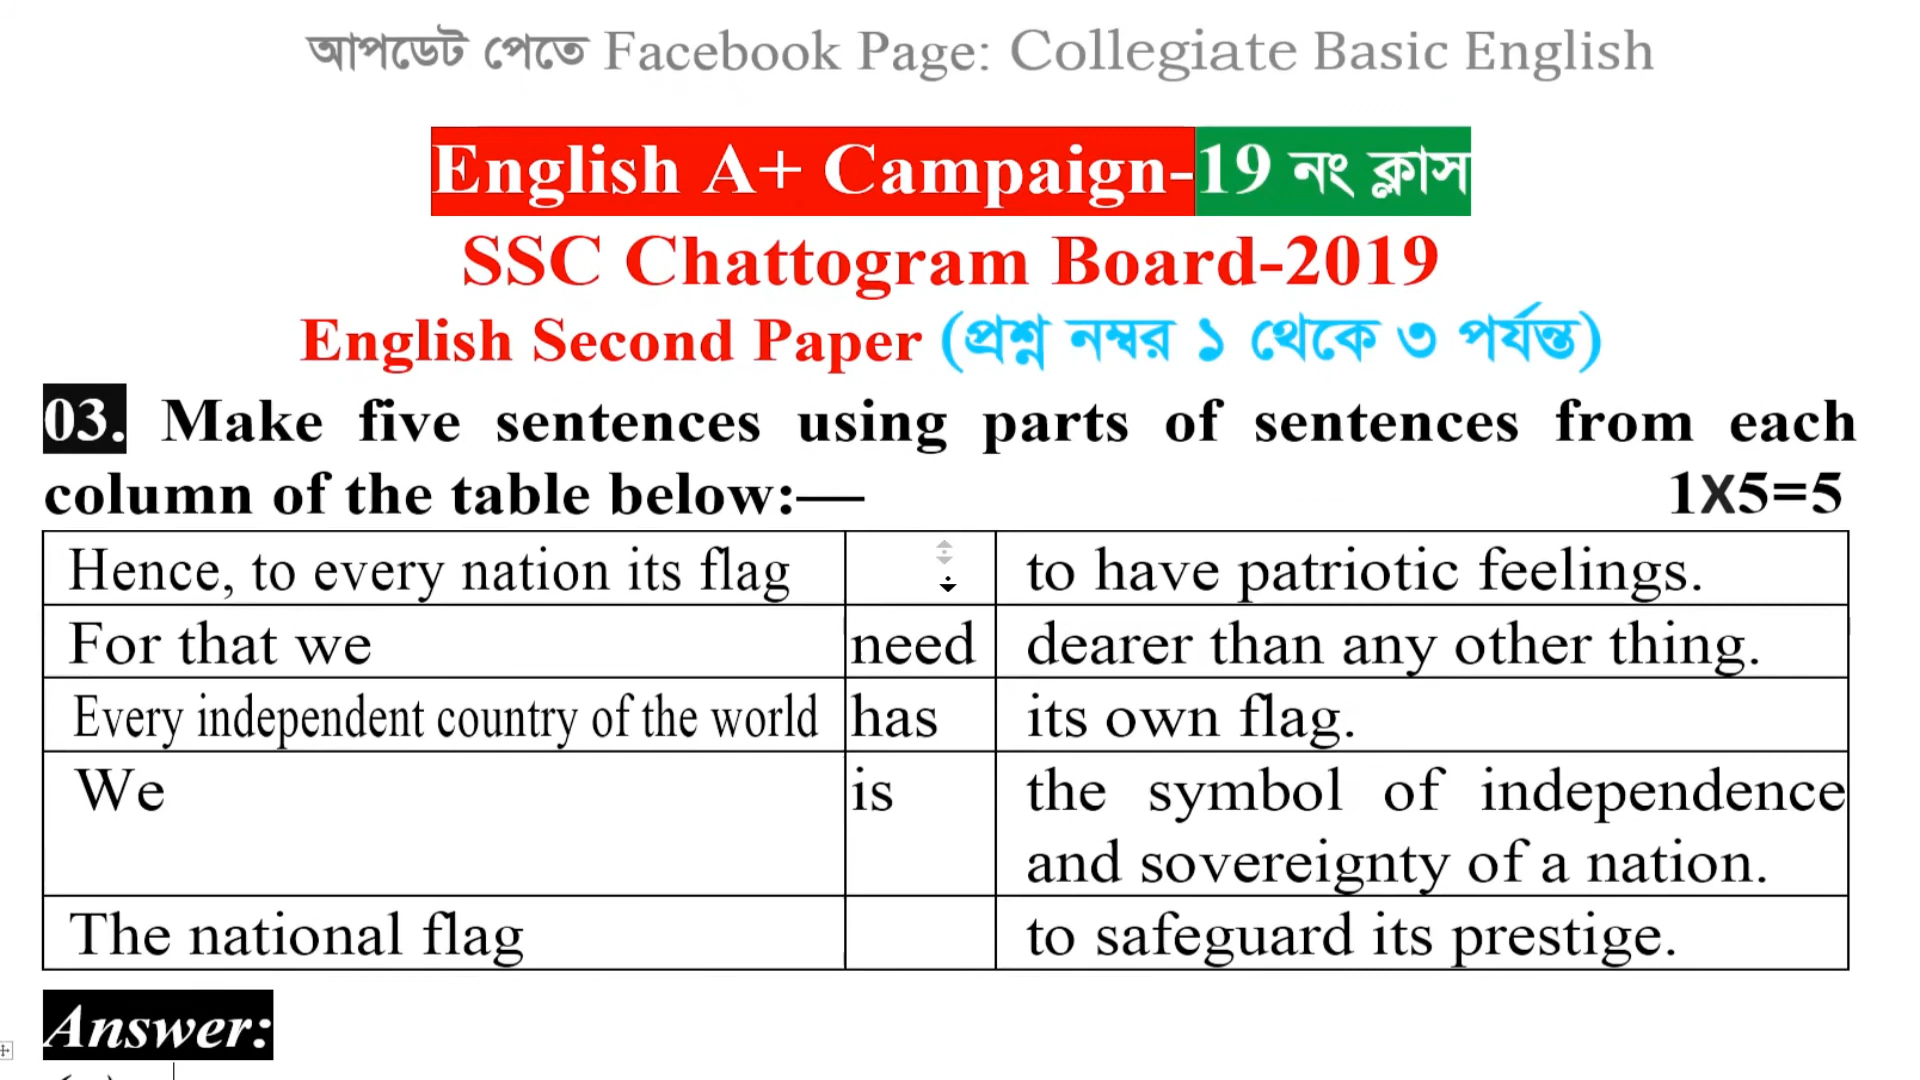 আপডেট পেতে Facebook Page: Collegiate Basic English
English A+ Campaign-19 নং ক্লাস
SSC Chattogram Board-2019
English Second Paper (প্রশ্ন নম্বর ১ থেকে ৩ পর্যন্ত)
03. Make five sentences using parts of sentences from each
column of the table below:— 1X5=5
Hence, to every nation its flag to have patriotic feelings.
For that we need dearer than any other thing.
Every independent country of the world has its own flag.
We is the symbol of independence
and sovereignty of a nation.
The national flag to safeguard its prestige.
Answer: